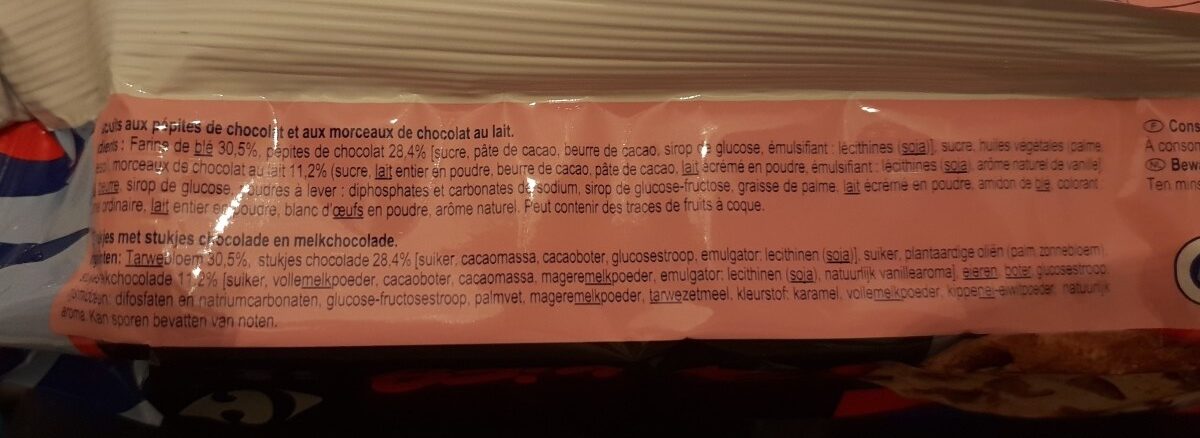 aux pépites de chocolat et aux morceaux de chocolat au lait.
: Farine de blé 30,5%, pépites de chocolat 28,4% [sucre, pâte de cacao, beurre de cacao, sirop de glucose, émulsifiant : lécithines (soja)], sucre, huiles végétales (palme,
morceaux de chocolat au lait 11,2% (sucre, lait entier en poudre, beurre de cacao, pâte de cacao, lait écrémé en poudre, émulsifiant : lécithines (soja), arôme naturel de vanille)
beurre, sirop de glucose, poudres à lever : diphosphates et carbonates de sodium, sirop de glucose-fructose, graisse de palme, lait écrémé en poudre, amidon de blé, colorant :
ordinaire, lait entier en poudre, blanc d'œufs en poudre, arôme naturel. Peut contenir des traces de fruits à coque.
met stukjes chocolade en melkchocolade.
Tarwebloem 30,5%, stukjes chocolade 28,4% [suiker, cacaomassa, cacaoboter, glucosestroop, emulgator: lecithinen (soja)], suiker, plantaardige oliën (palm, zonnebloem),
melkchocolade 11,2% [suiker, vollemelkpoeder, cacaoboter, cacaomassa, mageremelkpoeder, emulgator: lecithinen (soja), natuurlijk vanillearoma], eieren, boter, glucosestroop,
difosfaten en natriumcarbonaten, glucose-fructosestroop, palmvet, mageremelkpoeder, tarwezetmeel, kleurstof: karamel, vollemelkpoeder, kippenei-eiwitpoeder, natuurlijk
aroma. Kan sporen bevatten van noten.
F Cons
A conson
NL Bew
Ten min